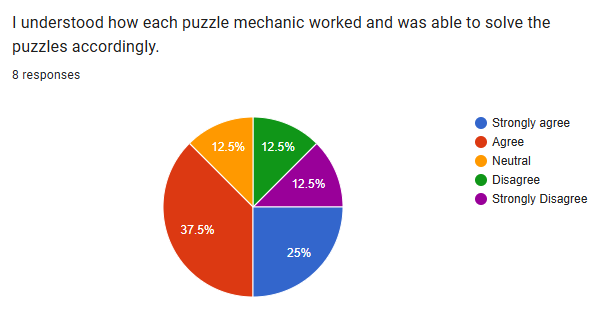 I understood how each puzzle mechanic worked and was able to solve the
puzzles accordingly.
8 responses
12.5%
12.5%
12.5%
37.5%
25%
Strongly agree
Agree
Neutral
Disagree
Strongly Disagree